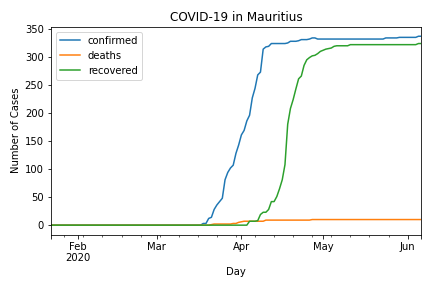 COVID-19 in Mauritius
confirmed
deaths
recovered
Number of Cases
350
300
250
200
150
100
50
0
Feb
2020
Mar
Apr
May
Jun
Day